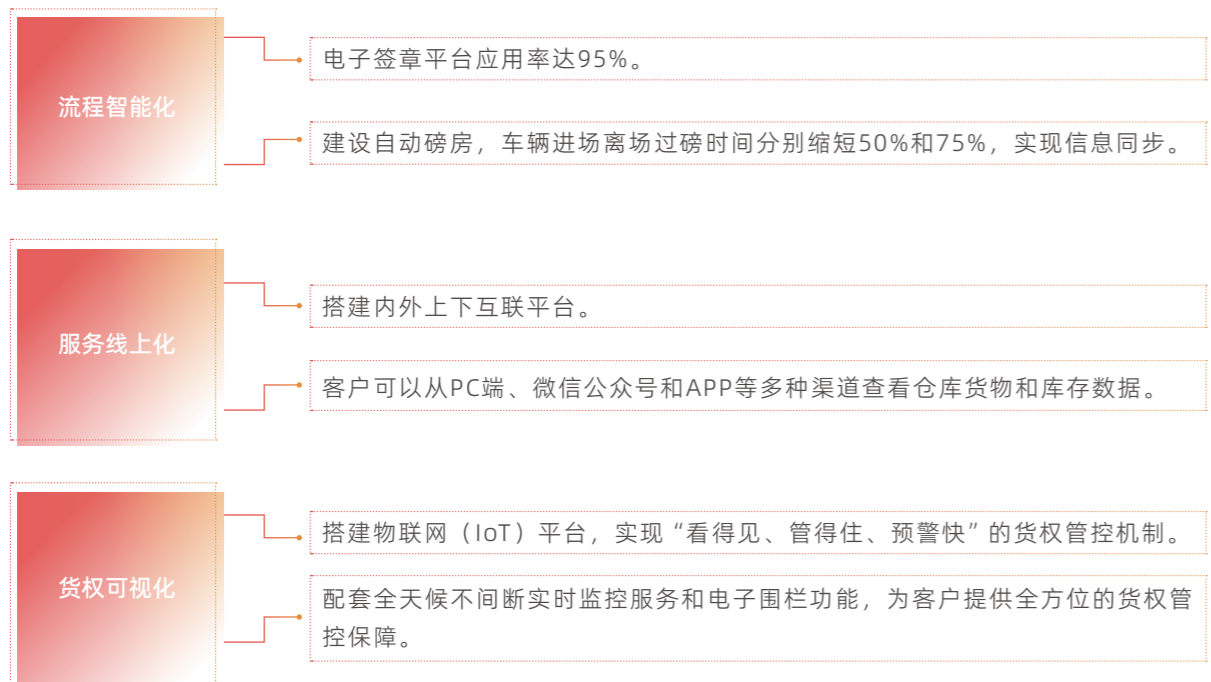 流程智能化
电子签章平台应用率达95%。
建设自动磅房，车辆进场离场过磅时间分别缩短50%和75%，实现信息同步。
服务线上化
搭建内外上下互联平台。
客户可以从PC端、微信公众号和APP等多种渠道查看仓库货物和库存数据。
货权可视化
搭建物联网（IoT）平台，实现“看得见、管得住、预警快”的货权管控机制。
配套全天候不间断实时监控服务和电子围栏功能，为客户提供全方位的货权管
控保障。